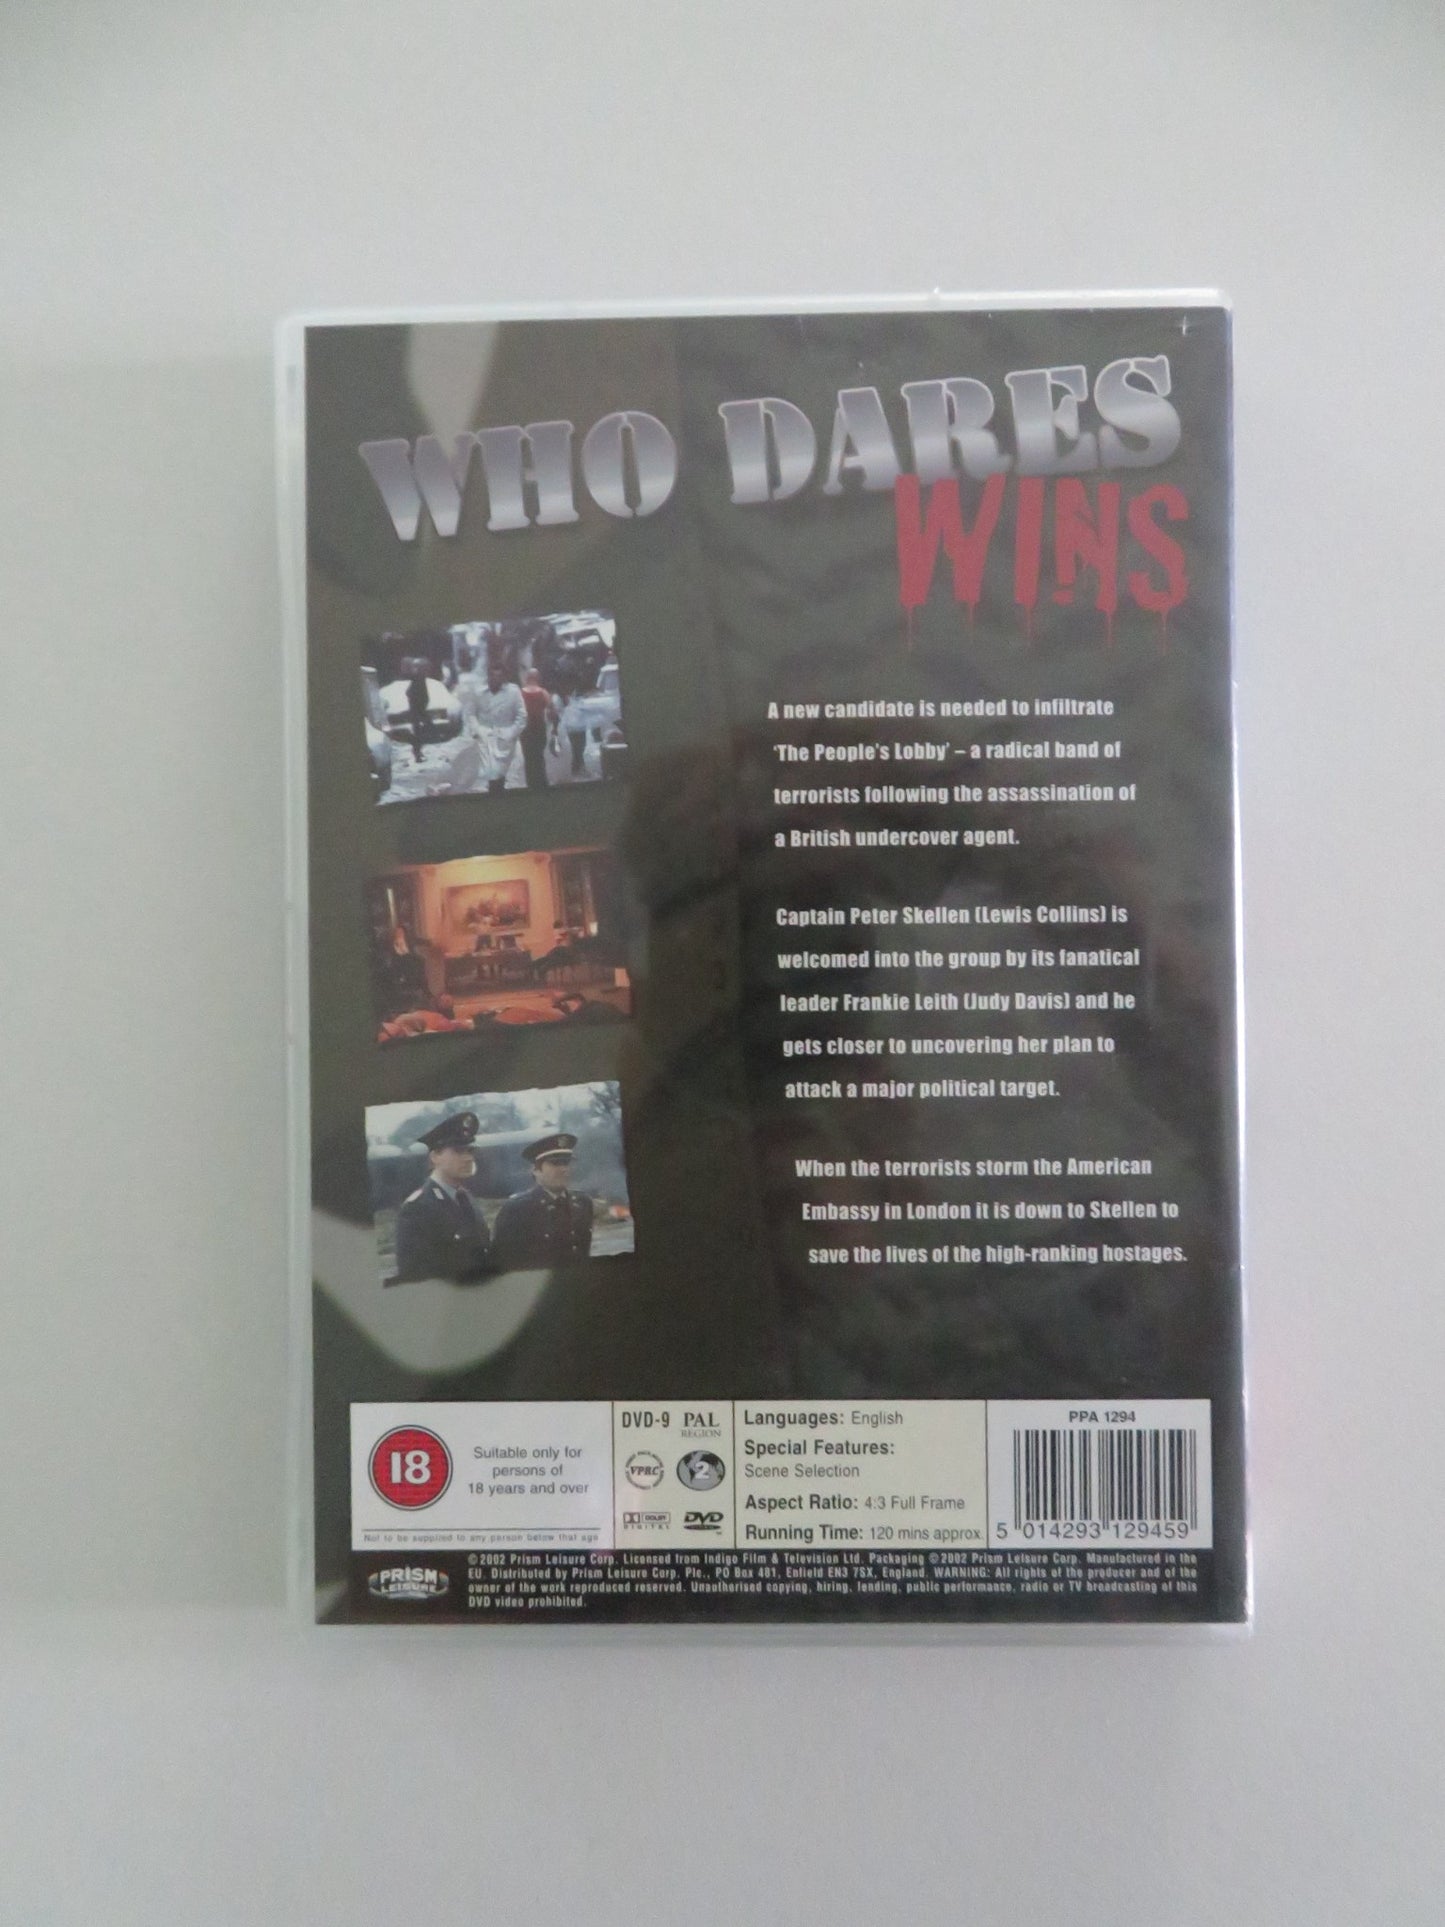 WHO DARES
WINS
A new candidate is needed to infiltrate
'The People's Lobby' – a radical band of
terrorists following the assassination of
a British undercover agent.
Captain Peter Skellen (Lewis Collins) is
welcomed into the group by its fanatical
leader Frankie Leith (Judy Davis) and he
gets closer to uncovering her plan to
attack a major political target.
When the terrorists storm the American
Embassy in London it is down to Skellen to
save the lives of the high-ranking hostages.
18
Suitable only for
persons of
18 years and over
Not to be supplied to any person below that age
DVD-9 PAL
REGION
VPRC 2
DOLBY
DIGITAL
DVD
Languages: English
Special Features:
Scene Selection
Aspect Ratio: 4:3 Full Frame
Running Time: 120 mins approx.
PPA 1294
5 014293 129459
PRISM
LEISURE
©2002 Prism Leisure Corp. Licensed from Indigo Film & Television Ltd. Packaging ©2002 Prism Leisure Corp. Manufactured in the
EU. Distributed by Prism Leisure Corp. Plc., PO Box 481, Enfield EN3 7SX, England. WARNING: All rights of the producer and of the
owner of the work reproduced reserved. Unauthorised copying, hiring, lending, public performance, radio or TV broadcasting of this
DVD video prohibited.